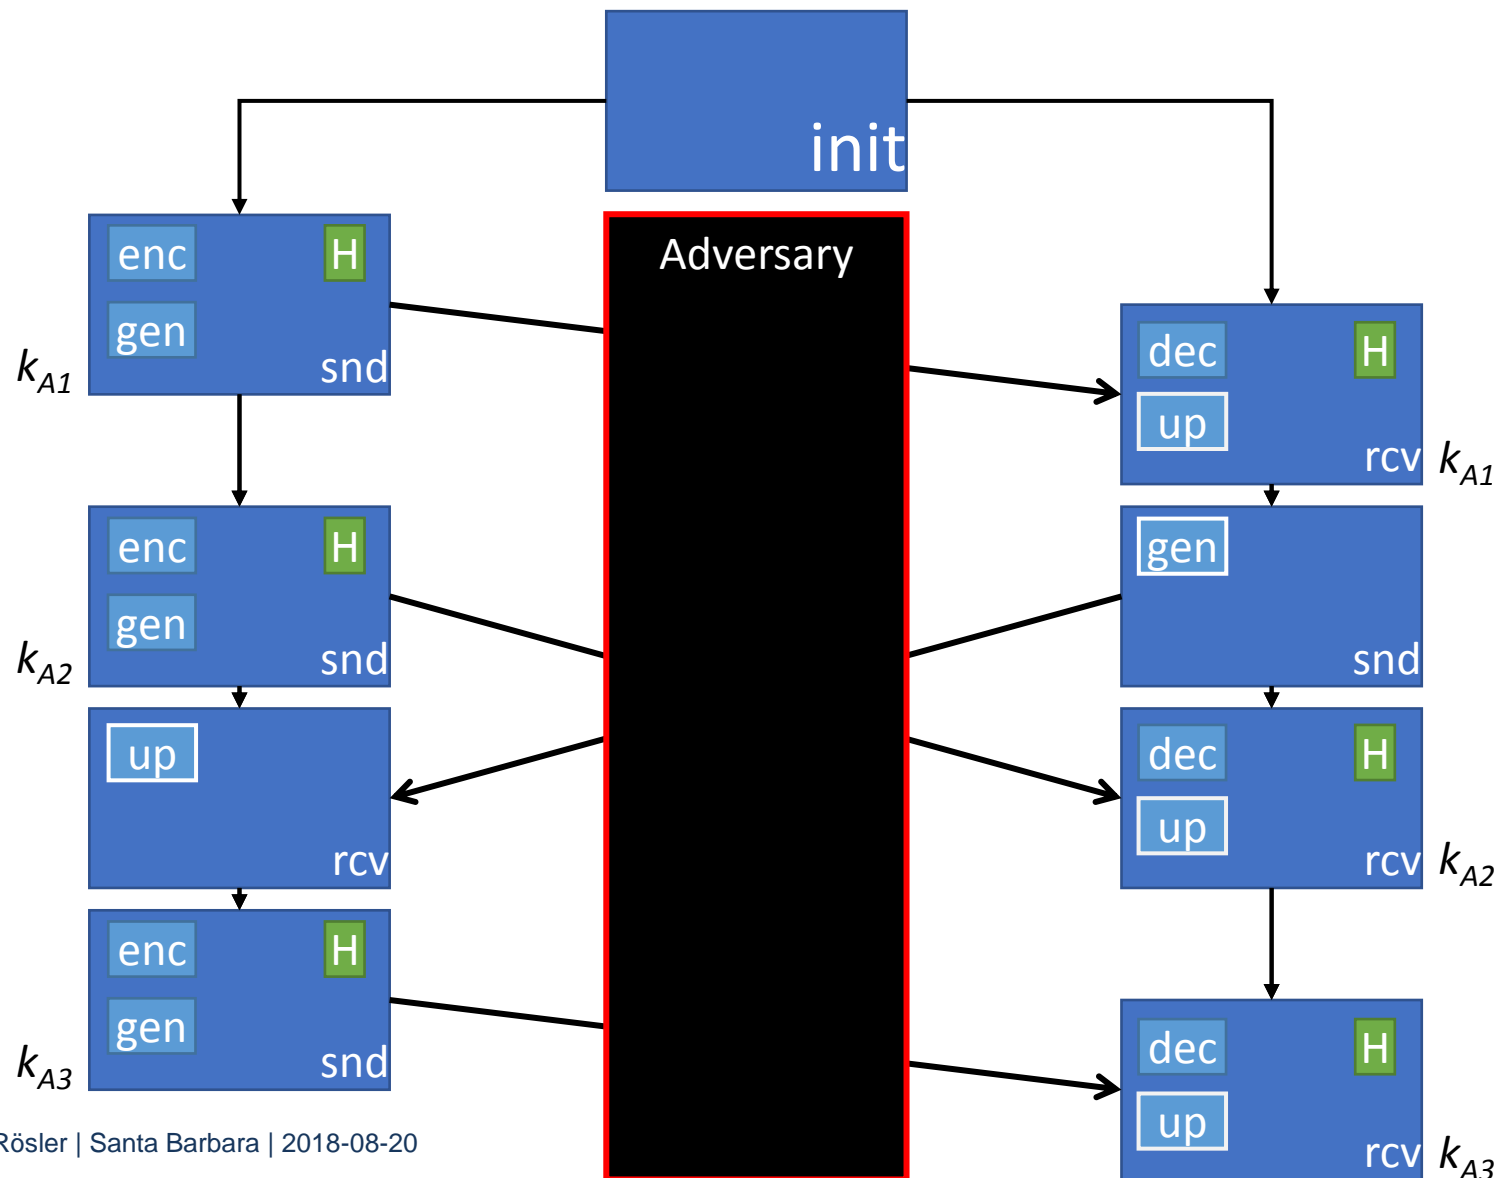 init
Adversary
enc H
gen
snd
k_A1
dec H
up
rcv
k_A1
enc H
gen
snd
k_A2
gen
snd
up
rcv
dec H
up
rcv
k_A2
enc H
gen
snd
k_A3
dec H
up
rcv
k_A3
Rösler | Santa Barbara | 2018-08-20